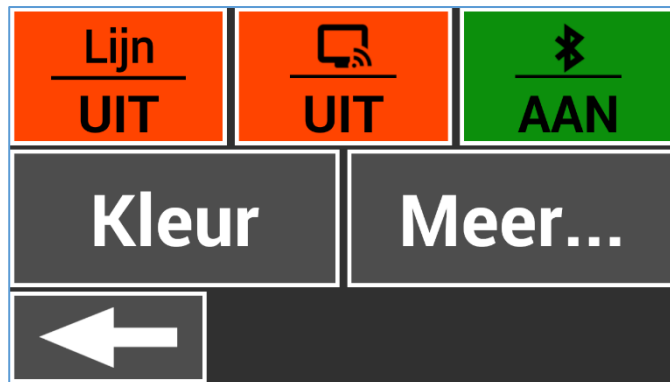 Lijn
UIT
UIT
AAN
Kleur
Meer...